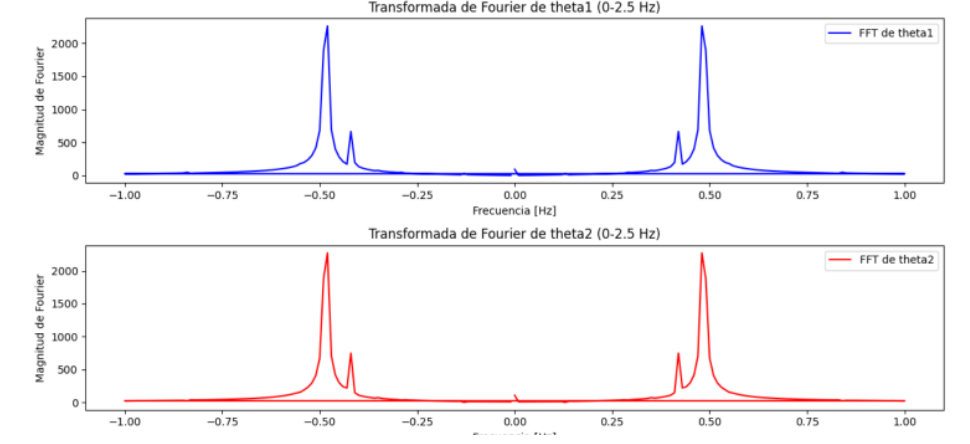 Transformada de Fourier de theta1 (0-2.5 Hz)
FFT de theta1
Magnitud de Fourier
2000
1500
1000
500
0
−1.00 −0.75 −0.50 −0.25 0.00 0.25 0.50 0.75 1.00
Frecuencia [Hz]
Transformada de Fourier de theta2 (0-2.5 Hz)
FFT de theta2
Magnitud de Fourier
2000
1500
1000
500
0
−1.00 −0.75 −0.50 −0.25 0.00 0.25 0.50 0.75 1.00